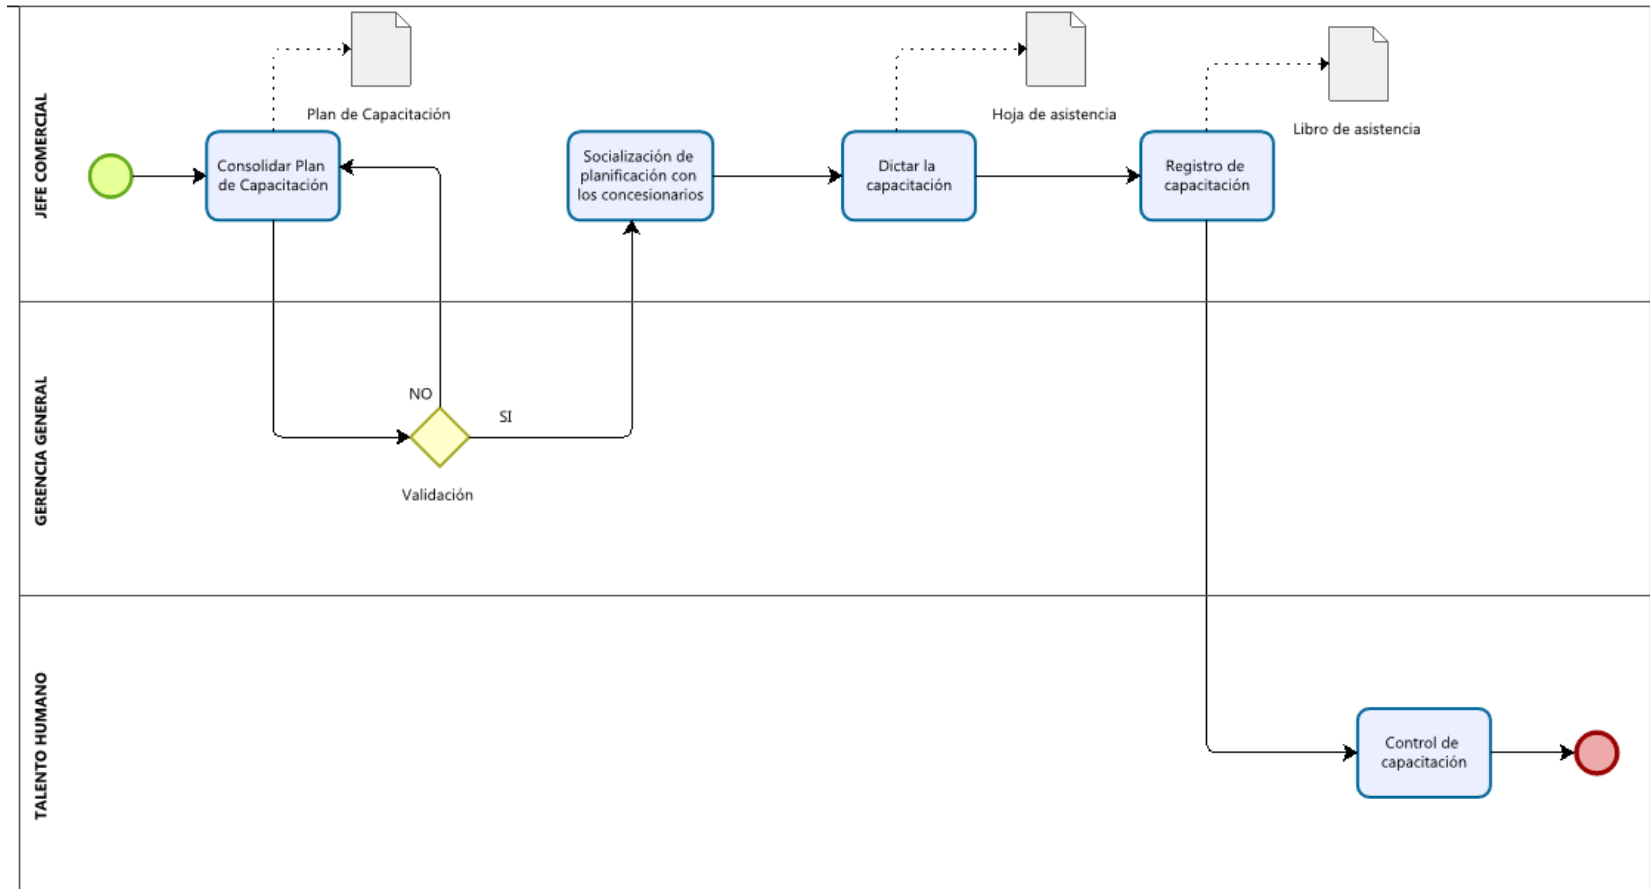 JEFE COMERCIAL
Plan de Capacitación
Hoja de asistencia
Libro de asistencia
Consolidar Plan
de Capacitación
Socialización de
planificación con
los concesionarios
Dictar la
capacitación
Registro de
capacitación
GERENCIA GENERAL
NO
SI
Validación
TALENTO HUMANO
Control de
capacitación